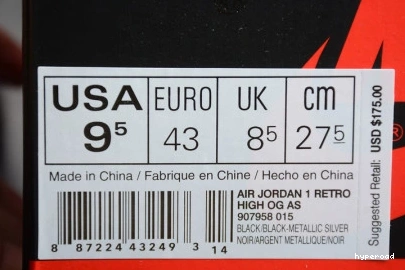 USA EURO UK cm
9⁵ 43 8⁵ 27⁵
Made in China / Fabrique en Chine / Hecho en China
AIR JORDAN 1 RETRO
HIGH OG AS
907958 015
BLACK/BLACK-METALLIC SILVER
NOIR/ARGENT METALLIQUE/NOIR
8 87224 43249 3 14
Suggested Retail: USD $175.00
®
hyperoad